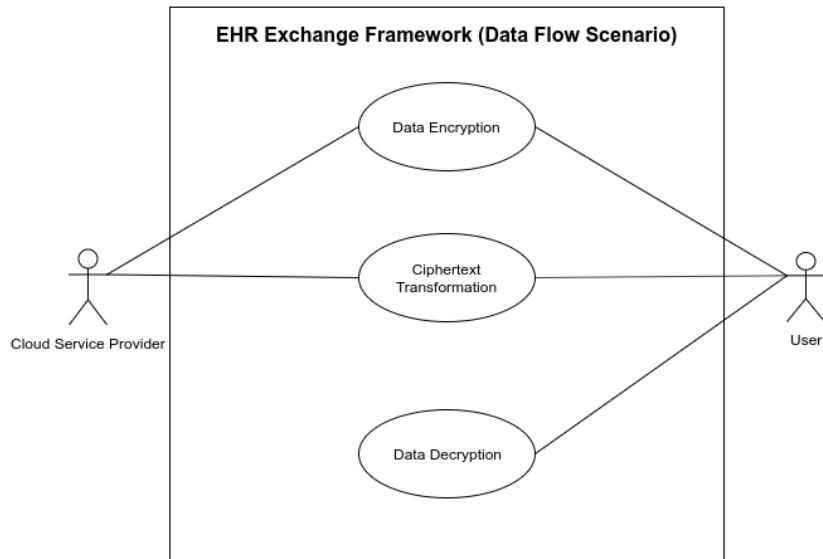 EHR Exchange Framework (Data Flow Scenario)
Data Encryption
Ciphertext
Transformation
Cloud Service Provider
User
Data Decryption